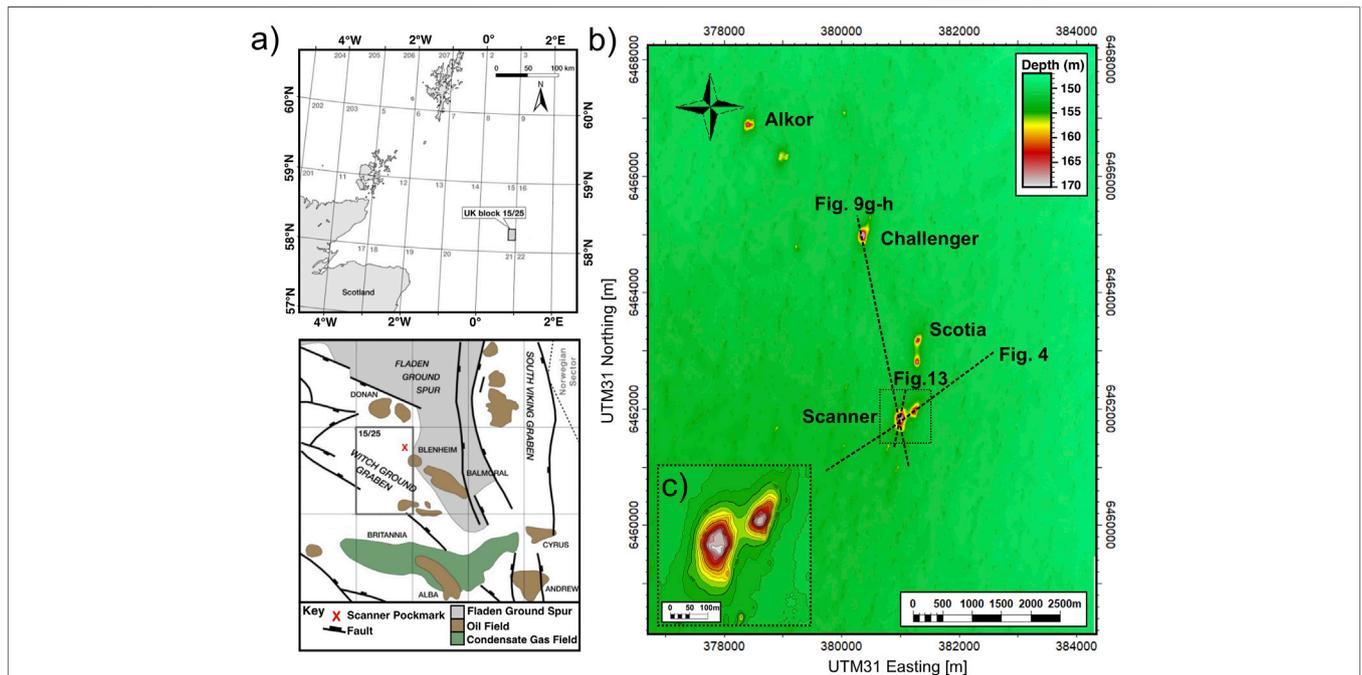 a)
4°W 2°W 0° 2°E
204 205 206 207 1 2 3
0 50 100 km
N
60°N
202 203 5 6 6 7 8 9
60°N
59°N
201 11 12 13 14 15 16
59°N
UK block 15/25
58°N
17 18 19 20 21 22
58°N
Scotland
57°N
4°W 2°W 0° 2°E
FLADEN
GROUND
SPUR
SOUTH VIKING GRABEN
Norwegian
Sector
DONAN
15/25
X
BLENHEIM
WITCH GROUND
GRABEN
BALMORAL
BRITANNIA
CYRUS
ALBA
ANDREW
Key
X Scanner Pockmark
Fault
Fladen Ground Spur
Oil Field
Condensate Gas Field
b)
378000 380000 382000 384000
6468000
6466000
6464000
6462000
6460000
UTM31 Northing [m]
Depth (m)
150
155
160
165
170
Alkor
Fig. 9g-h
Challenger
Scotia
Fig. 4
Fig.13
Scanner
c)
0 50 100m
0 500 1000 1500 2000 2500m
6468000
6466000
6464000
6462000
6460000
378000 380000 382000 384000
UTM31 Easting [m]